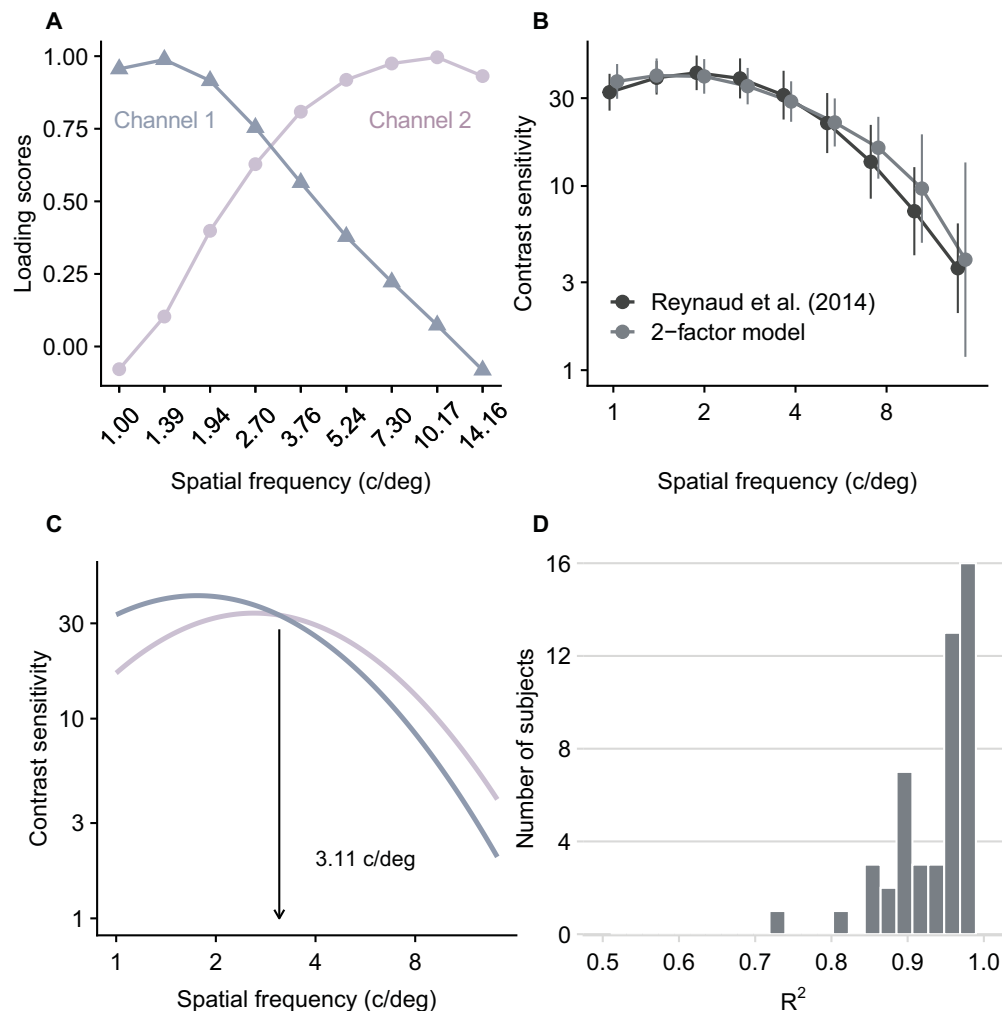 A
1.00
0.75
0.50
0.25
0.00
Loading scores
Channel 1
Channel 2
1.00
1.39
1.94
2.70
3.76
5.24
7.30
10.17
14.16
Spatial frequency (c/deg)
B
30
10
3
1
Contrast sensitivity
Reynaud et al. (2014)
2−factor model
1
2
4
8
Spatial frequency (c/deg)
C
30
10
3
1
Contrast sensitivity
3.11 c/deg
1
2
4
8
Spatial frequency (c/deg)
D
16
12
8
4
0
Number of subjects
0.5
0.6
0.7
0.8
0.9
1.0
R²